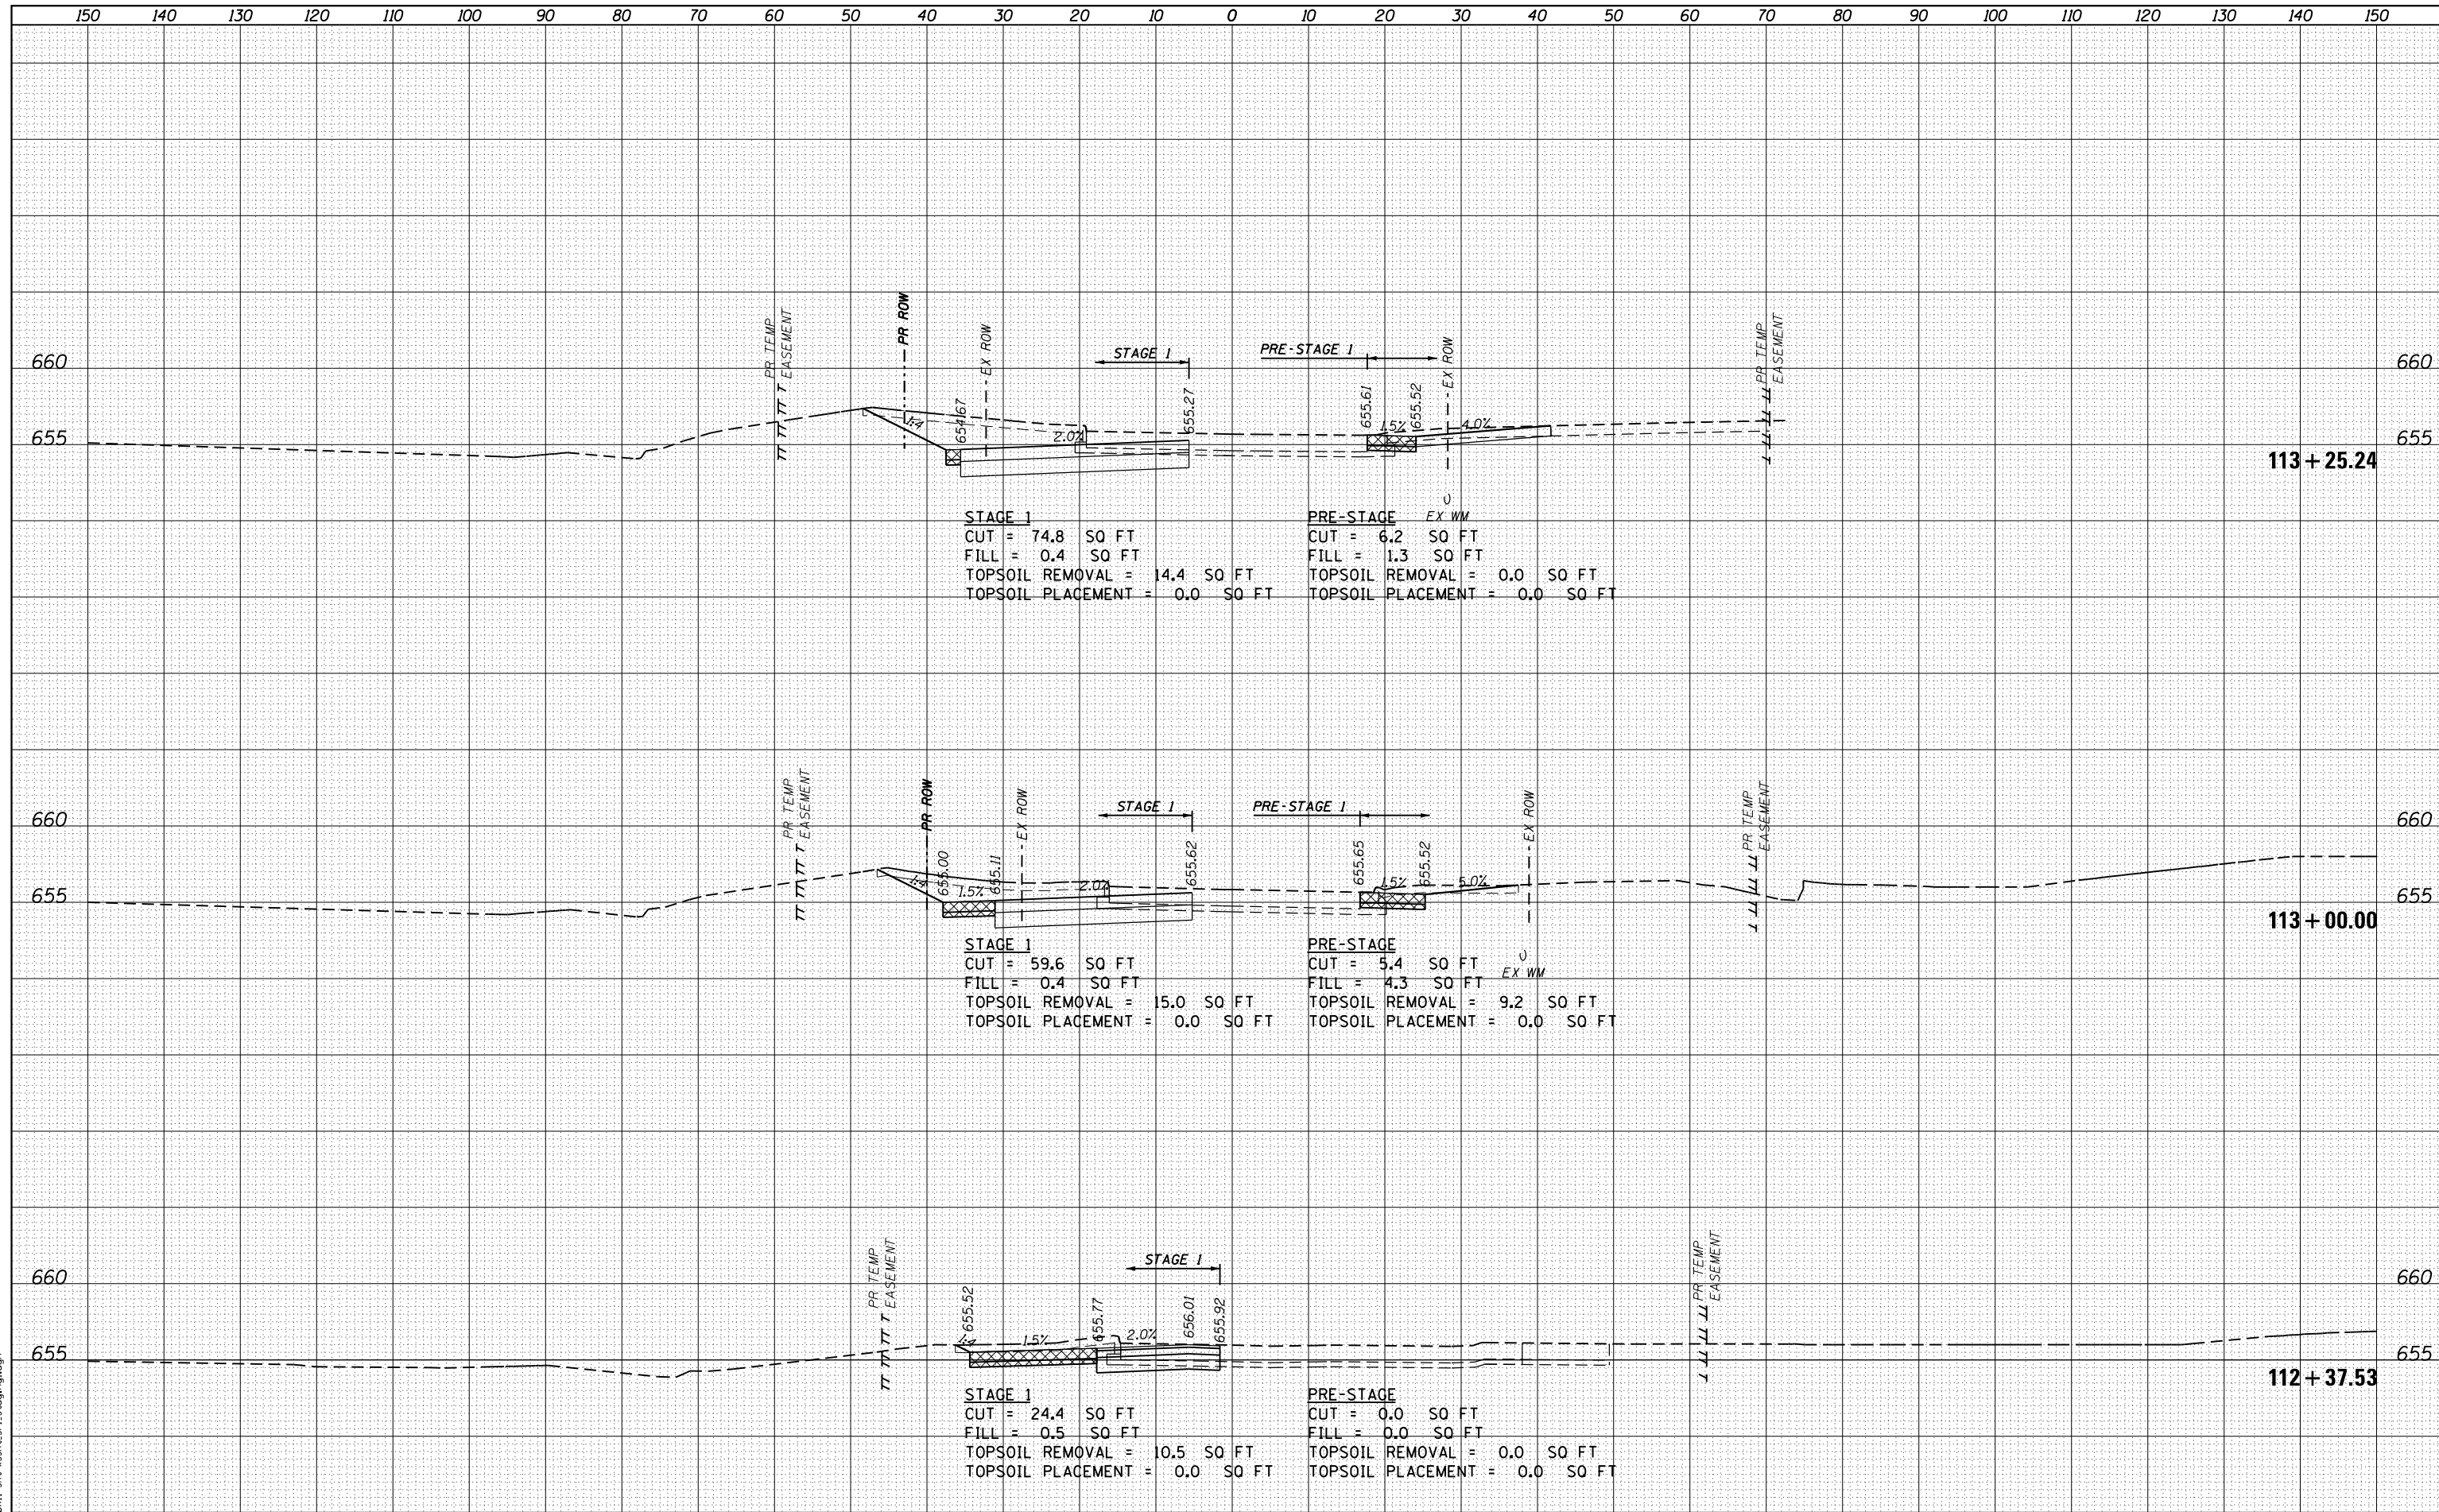 150 140 130 120 110 100 90 80 70 60 50 40 30 20 10 0 10 20 30 40 50 60 70 80 90 100 110 120 130 140 150
PR TEMP
EASEMENT
PR ROW
EX ROW
STAGE 1
PRE-STAGE 1
EX ROW
PR TEMP
EASEMENT
660
660
1:4
654.67
2.0%
655.27
655.61
1.5%
655.52
4.0%
655
655
113+25.24
EX WM
STAGE 1
CUT = 74.8 SQ FT
FILL = 0.4 SQ FT
TOPSOIL REMOVAL = 14.4 SQ FT
TOPSOIL PLACEMENT = 0.0 SQ FT
PRE-STAGE
CUT = 6.2 SQ FT
FILL = 1.3 SQ FT
TOPSOIL REMOVAL = 0.0 SQ FT
TOPSOIL PLACEMENT = 0.0 SQ FT
PR TEMP
EASEMENT
PR ROW
EX ROW
STAGE 1
PRE-STAGE 1
EX ROW
PR TEMP
EASEMENT
660
660
1:4
655.00
1.5%
655.11
2.0%
655.62
655.65
1.5%
655.52
5.0%
655
655
113+00.00
STAGE 1
CUT = 59.6 SQ FT
FILL = 0.4 SQ FT
TOPSOIL REMOVAL = 15.0 SQ FT
TOPSOIL PLACEMENT = 0.0 SQ FT
PRE-STAGE
CUT = 5.4 SQ FT
FILL = 4.3 SQ FT
TOPSOIL REMOVAL = 9.2 SQ FT
TOPSOIL PLACEMENT = 0.0 SQ FT
EX WM
PR TEMP
EASEMENT
STAGE 1
PR TEMP
EASEMENT
660
660
1:4
655.52
1.5%
655.77
2.0%
656.01
655.92
655
655
112+37.53
STAGE 1
CUT = 24.4 SQ FT
FILL = 0.5 SQ FT
TOPSOIL REMOVAL = 10.5 SQ FT
TOPSOIL PLACEMENT = 0.0 SQ FT
PRE-STAGE
CUT = 0.0 SQ FT
FILL = 0.0 SQ FT
TOPSOIL REMOVAL = 0.0 SQ FT
TOPSOIL PLACEMENT = 0.0 SQ FT